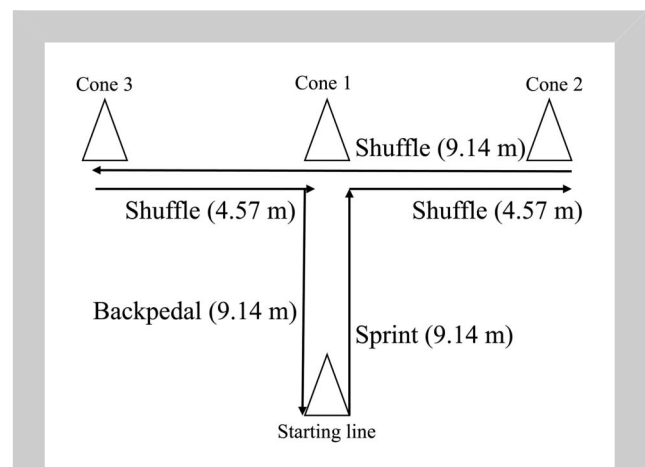 Cone 3
Cone 1
Cone 2
Shuffle (9.14 m)
Shuffle (4.57 m)
Shuffle (4.57 m)
Backpedal (9.14 m)
Sprint (9.14 m)
Starting line